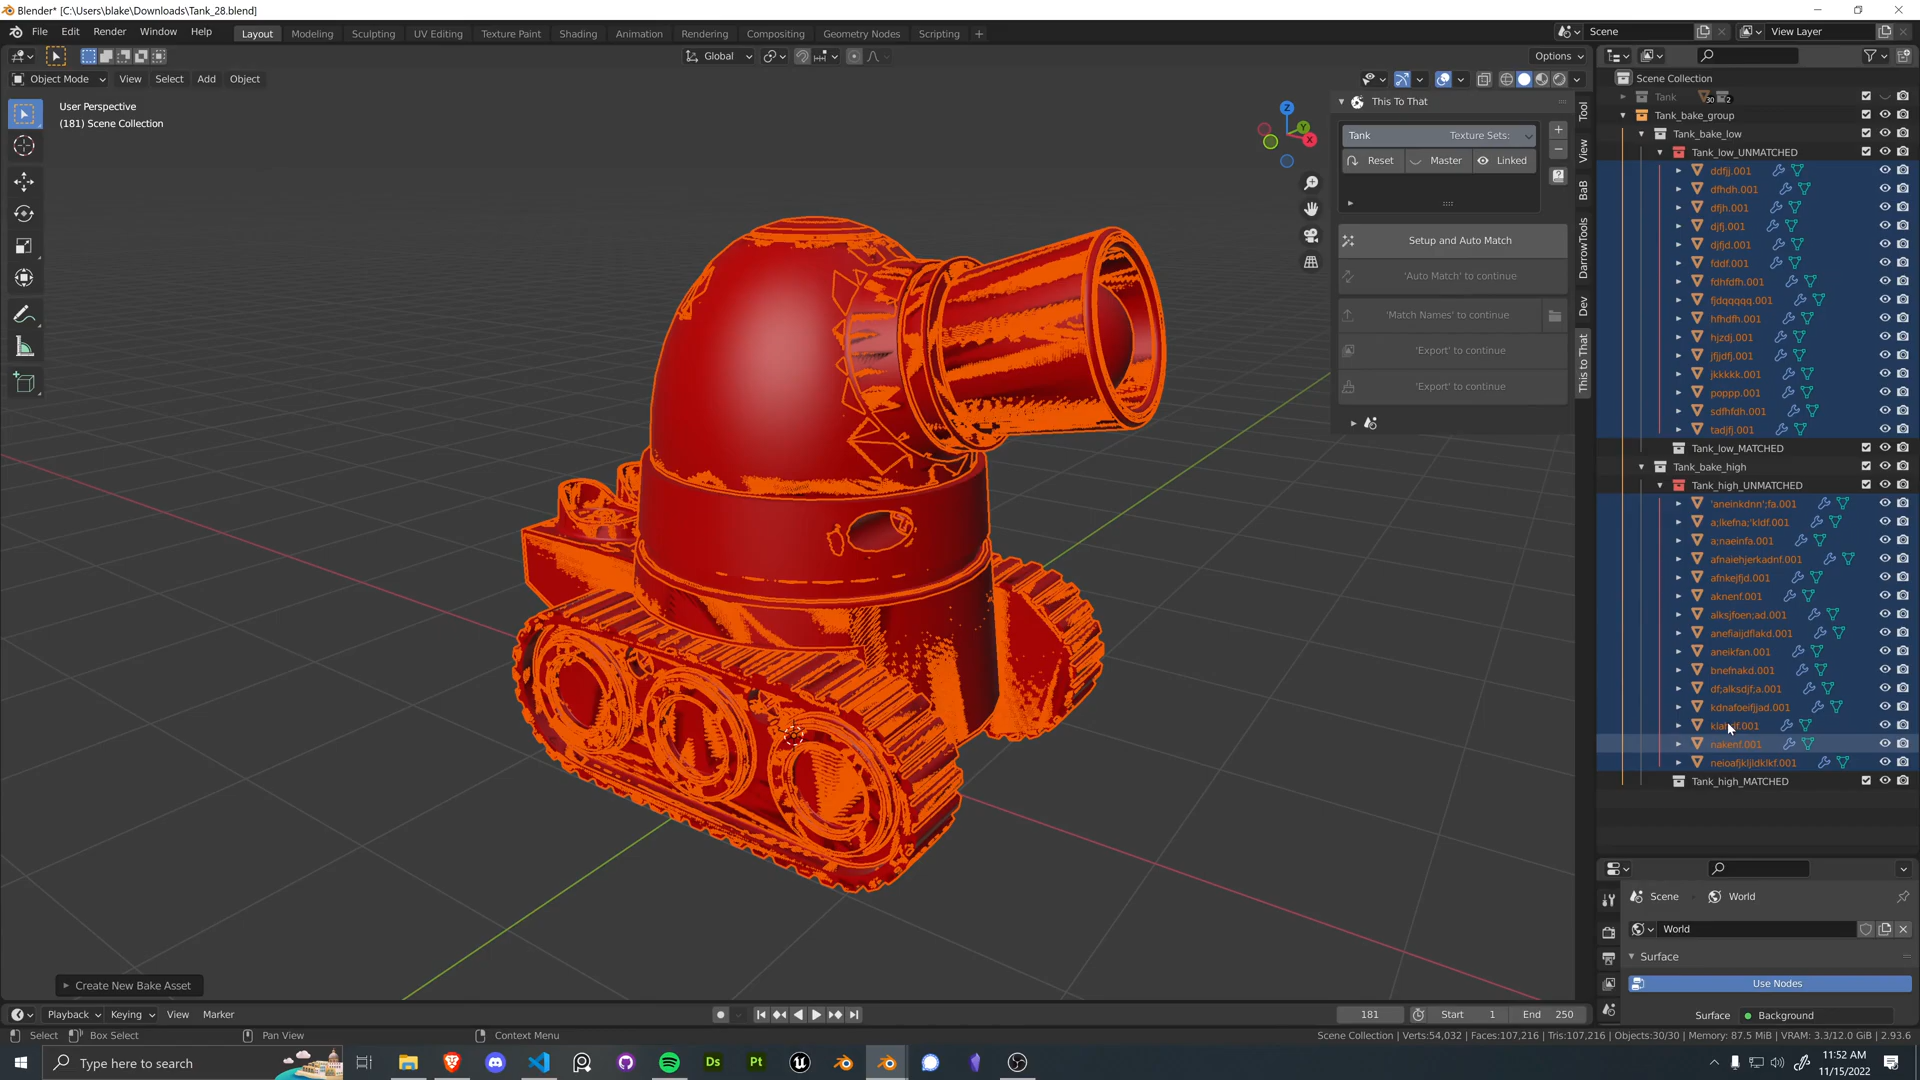 Blender* [C:\Users\blake\Downloads\Tank_28.blend]
File Edit Render Window Help
Layout Modeling Sculpting UV Editing Texture Paint Shading Animation Rendering Compositing Geometry Nodes Scripting +
Scene
View Layer
Global
Options
Object Mode View Select Add Object
User Perspective
(181) Scene Collection
Z
Y
X
This To That
Tank Texture Sets:
Reset Master Linked
Setup and Auto Match
'Auto Match' to continue
'Match Names' to continue
'Export' to continue
'Export' to continue
Tool
View
BaB
DarrowTools
Dev
This to That
Scene Collection
Tank 30 2
Tank_bake_group
Tank_bake_low
Tank_low_UNMATCHED
ddfjj.001
dfhdh.001
dfjh.001
djfj.001
djfjd.001
fddf.001
fdhfdfh.001
fjdqqqqq.001
hfhdfh.001
hjzdj.001
jfjjdfj.001
jkkkkk.001
poppp.001
sdfhfdh.001
tadjfj.001
Tank_low_MATCHED
Tank_bake_high
Tank_high_UNMATCHED
'aneinkdnn';fa.001
a;lkefna;'kldf.001
a;naeinfa.001
afnaiehjerkadnf.001
afnkejfjd.001
aknenf.001
alksjfoen;ad.001
anefiaijdflakd.001
aneikfan.001
bnefnakd.001
df;alksdjf;a.001
kdnafoeifjjad.001
nakenf.001
neioafjkljldklkf.001
Tank_high_MATCHED
Scene World
World
Surface
Use Nodes
Surface Background
Create New Bake Asset
Playback Keying View Marker
181 Start 1 End 250
Select Box Select Pan View Context Menu
Scene Collection | Verts:54,032 | Faces:107,216 | Tris:107,216 | Objects:30/30 | Memory: 87.5 MiB | VRAM: 3.3/12.0 GiB | 2.93.6
Type here to search
Ds Pt
11:52 AM
11/15/2022